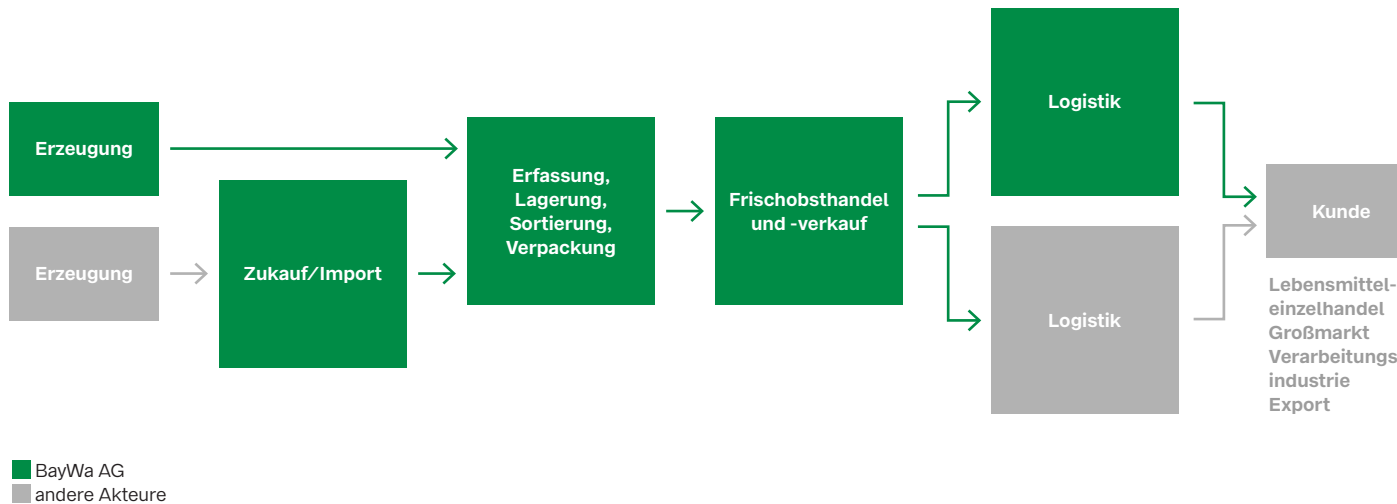 Erzeugung
Erzeugung
Zukauf/Import
Erfassung,
Lagerung,
Sortierung,
Verpackung
Frischobsthandel
und -verkauf
Logistik
Logistik
Kunde
Lebensmittel-
einzelhandel
Großmarkt
Verarbeitungs
industrie
Export
BayWa AG
andere Akteure